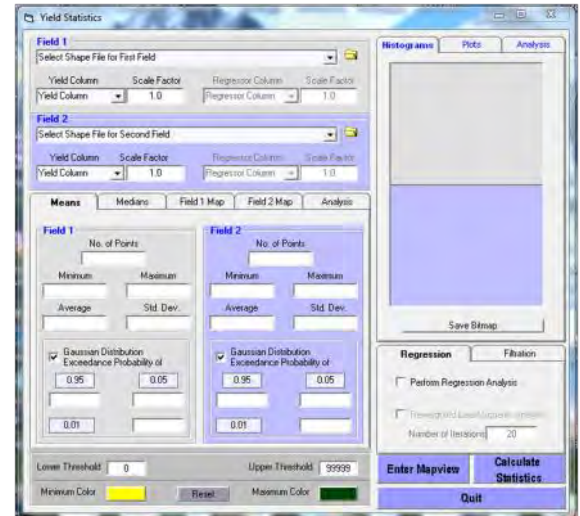 Yield Statistics
Field 1
Select Shape File for First Field
Yield Column Scale Factor Regressor Column Scale Factor
Yield Column 1.0 Regressor Column 1.0
Field 2
Select Shape File for Second Field
Yield Column Scale Factor Regressor Column Scale Factor
Yield Column 1.0 Regressor Column 1.0
Means Medians Field 1 Map Field 2 Map Analysis
Field 1
No. of Points
Minimum Maximum
Average Std. Dev.
Gaussian Distribution
Exceedance Probability of
0.95 0.05
0.01
Field 2
No. of Points
Minimum Maximum
Average Std. Dev.
Gaussian Distribution
Exceedance Probability of
0.95 0.05
0.01
Lower Threshold 0 Upper Threshold 99999
Minimum Color Reset Maximum Color
Histograms Plots Analysis
Save Bitmap
Regression Filtration
Perform Regression Analysis
Number of Iterations 20
Enter Mapview
Calculate
Statistics
Quit